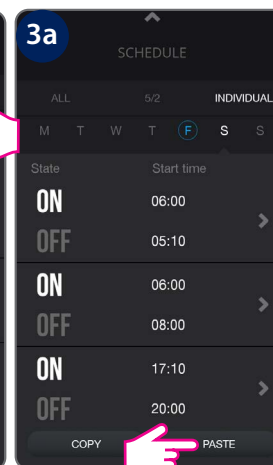 3a
SCHEDULE
ALL 5/2 INDIVIDUAL
M T W T F S S
State Start time
ON 06:00
OFF 05:10
ON 06:00
OFF 08:00
ON 17:10
OFF 20:00
COPY PASTE